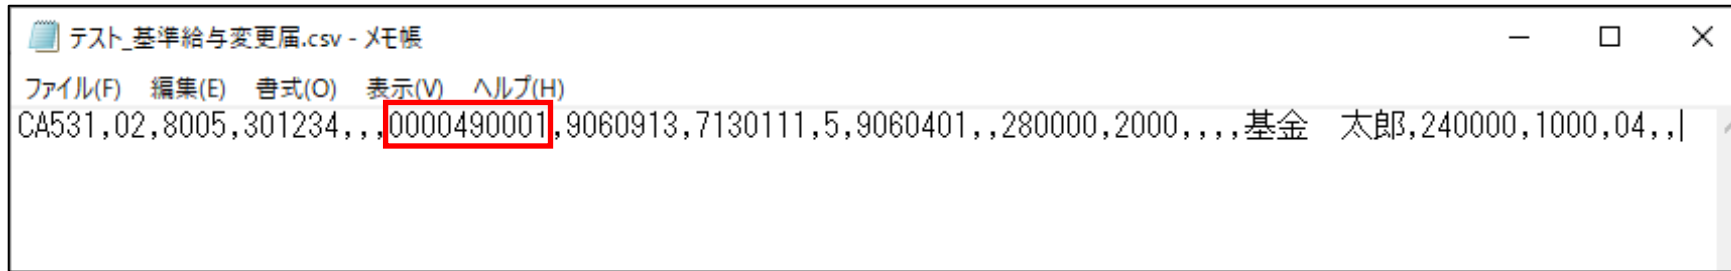 テスト_基準給与変更届.csv - メモ帳
ファイル(F) 編集(E) 書式(O) 表示(V) ヘルプ(H)
CA531,02,8005,301234,,,0000490001,9060913,7130111,5,9060401,,280000,2000,,,,基金　太郎,240000,1000,04,,